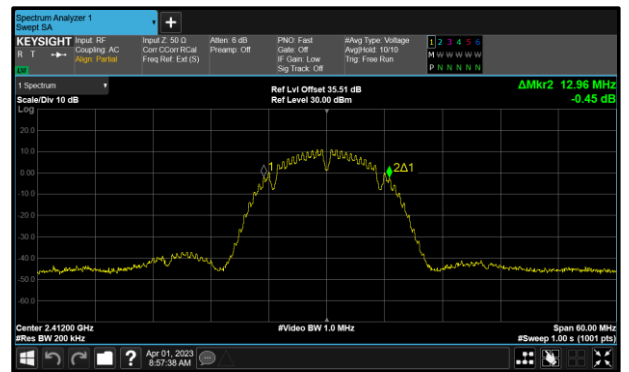 Spectrum Analyzer 1
Swept SA
+
KEYSIGHT Input: RF Input Z: 50 Ω Atten: 6 dB PNO: Fast #Avg Type: Voltage 1 2 3 4 5 6
R T Coupling: AC Corr CCorr RCal Preamp: Off Gate: Off Avg|Hold: 10/10 M W W W W W
Align: Partial Freq Ref: Ext (S) IF Gain: Low Trig: Free Run
Sig Track: Off P N N N N N
1 Spectrum Ref Lvl Offset 35.51 dB ΔMkr2 12.96 MHz
Scale/Div 10 dB Ref Level 30.00 dBm -0.45 dB
Log
20.0
10.0
0.00
-10.0
-20.0
-30.0
-40.0
-50.0
-60.0
1
2Δ1
Center 2.41200 GHz #Video BW 1.0 MHz Span 60.00 MHz
#Res BW 200 kHz #Sweep 1.00 s (1001 pts)
? Apr 01, 2023
8:57:38 AM